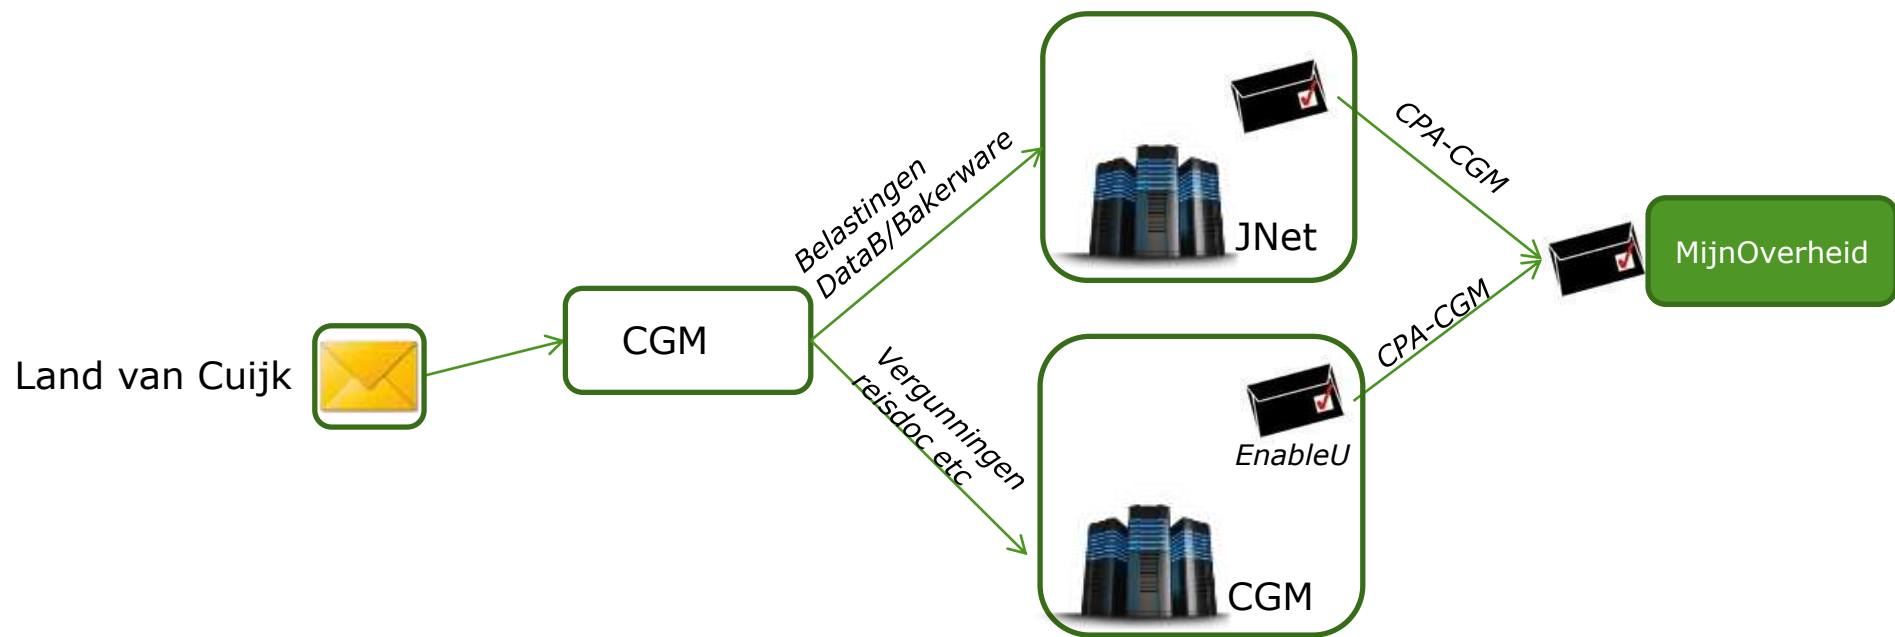 Land van Cuijk
CGM
Belastingen
DataB/Bakerware
Vergunningen
reisdoc etc
JNet
CPA-CGM
EnableU
CGM
CPA-CGM
MijnOverheid